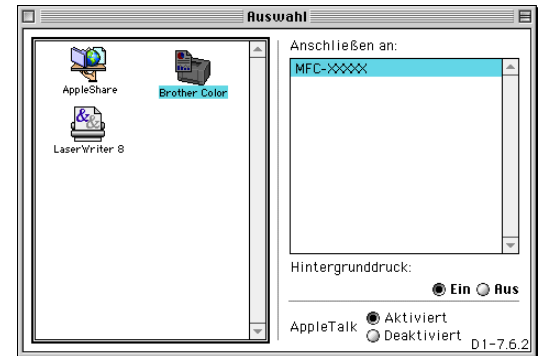 Auswahl
AppleShare
Brother Color
LaserWriter 8
Anschließen an:
MFC-XXXXX
Hintergrunddruck:
Ein Aus
AppleTalk
Aktiviert
Deaktiviert
D1-7.6.2